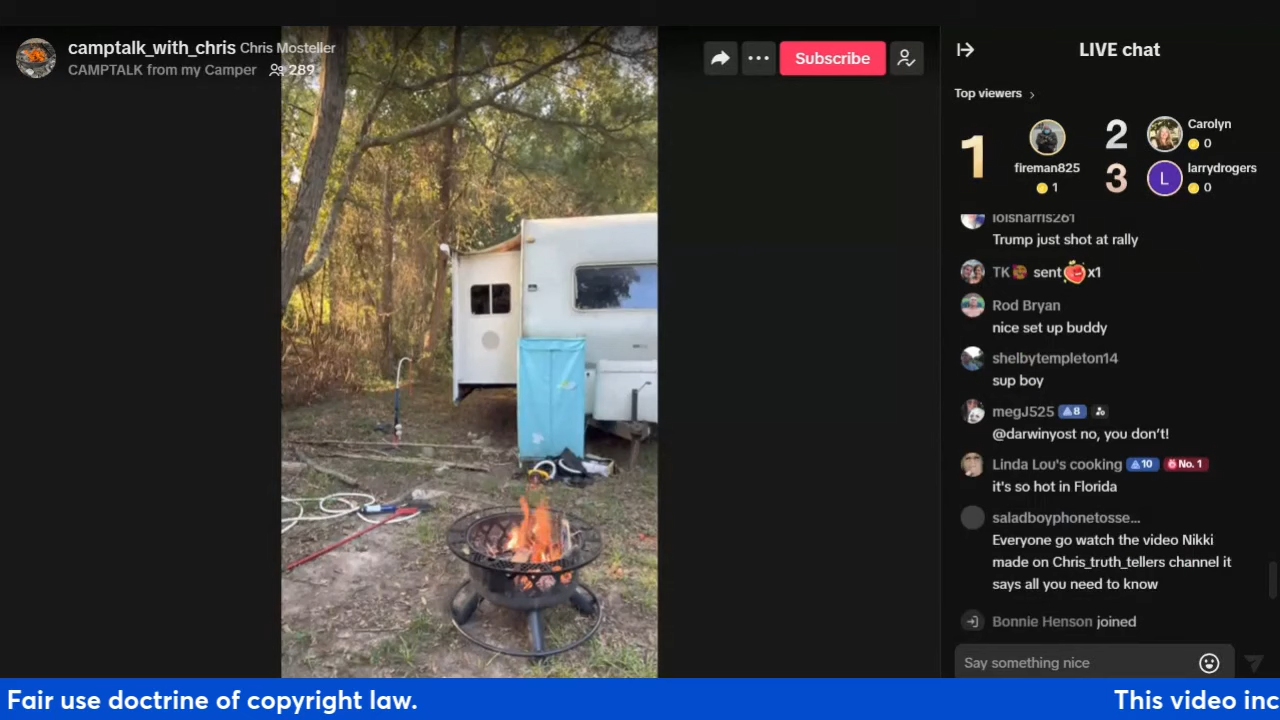 camptalk_with_chris Chris Mosteller
CAMPTALK from my Camper 289
Subscribe
LIVE chat
Top viewers
1
fireman825
1
2
Carolyn
0
3
L
larrydrogers
0
loisharris261
Trump just shot at rally
TK sent x1
Rod Bryan
nice set up buddy
shelbytempleton14
sup boy
megJ525 8
@darwinyost no, you don’t!
Linda Lou's cooking 10 No. 1
it's so hot in Florida
saladboyphonetosse...
Everyone go watch the video Nikki
made on Chris_truth_tellers channel it
says all you need to know
Bonnie Henson joined
Say something nice
Fair use doctrine of copyright law.
This video inc